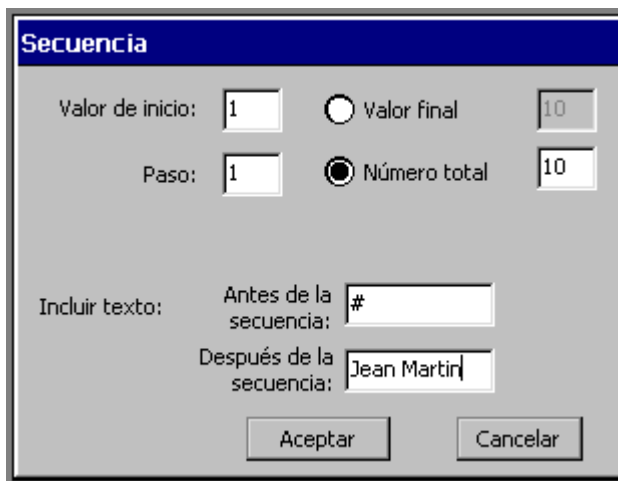 Secuencia
Valor de inicio: 1 Valor final 10
Paso: 1 Número total 10
Incluir texto: Antes de la
secuencia: #
Después de la
secuencia: Jean Martin
Aceptar Cancelar